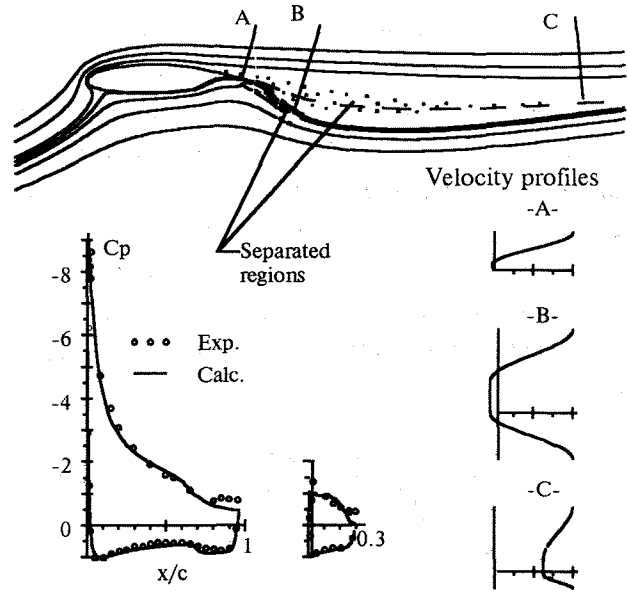 A
B
C
Velocity profiles
-A-
Separated
regions
Cp
-8
-B-
-6
Exp.
Calc.
-4
-2
-C-
0
1
0.3
x/c